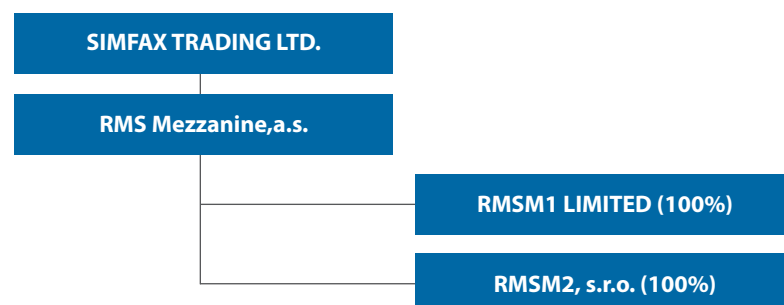 SIMFAX TRADING LTD.
RMS Mezzanine,a.s.
RMSM1 LIMITED (100%)
RMSM2, s.r.o. (100%)